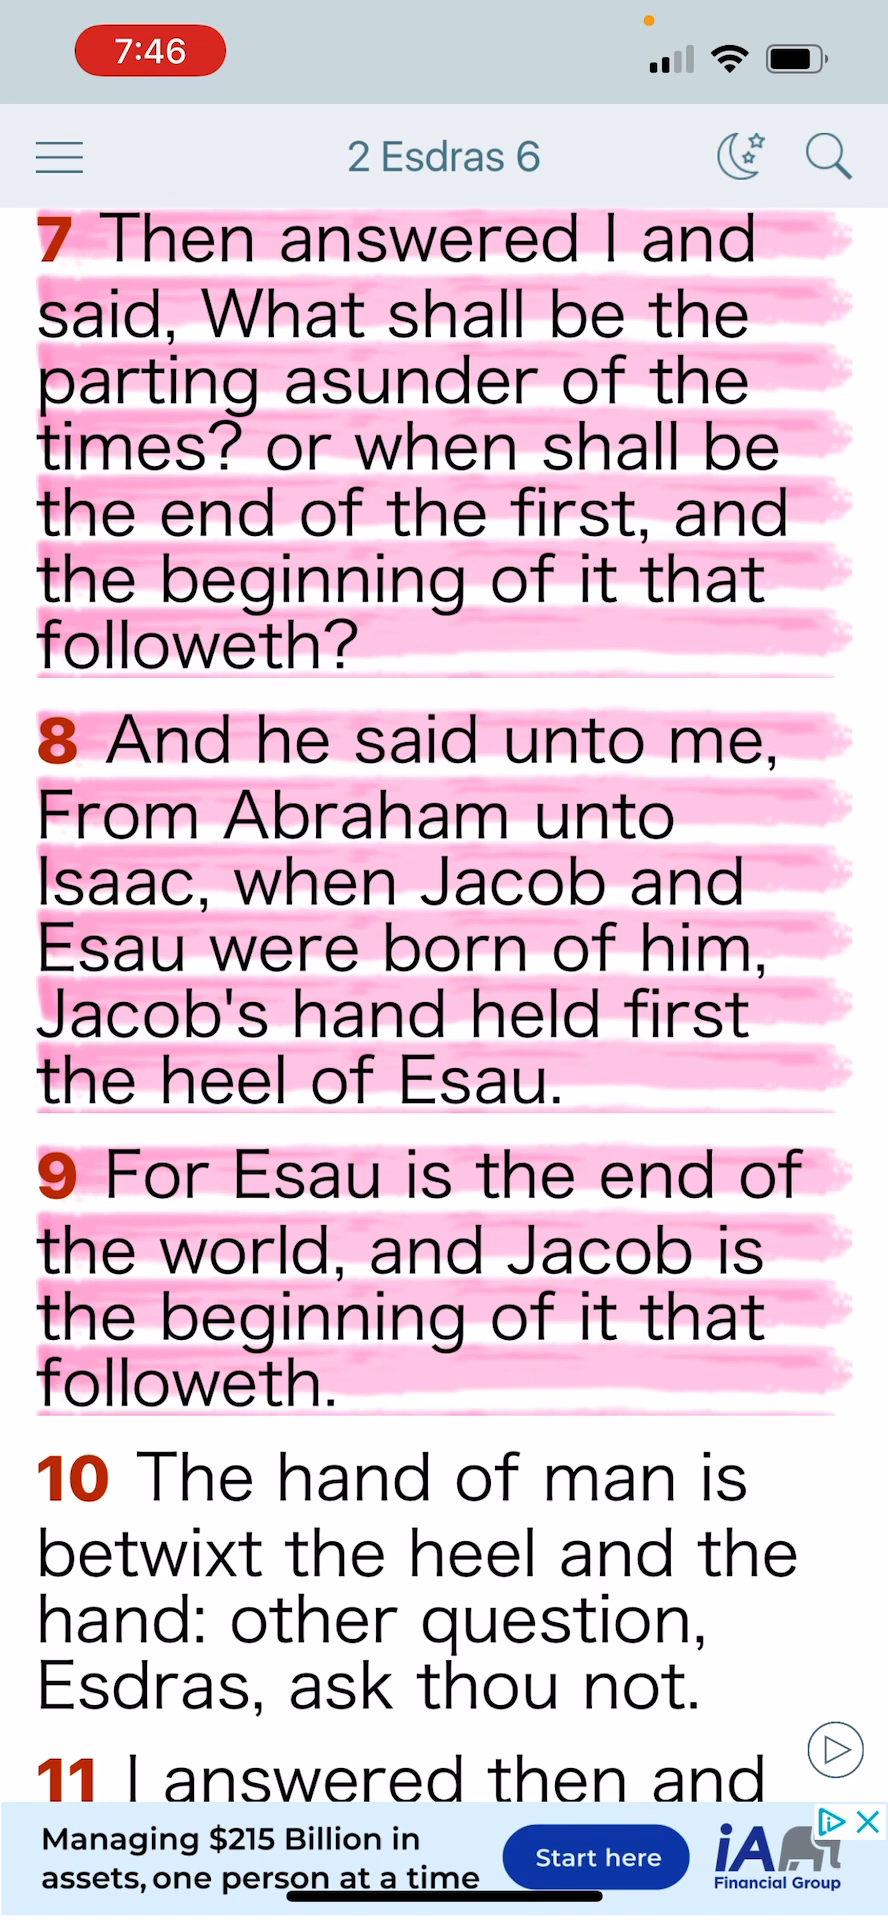 7:46
2 Esdras 6
7 Then answered I and
said, What shall be the
parting asunder of the
times? or when shall be
the end of the first, and
the beginning of it that
followeth?
8 And he said unto me,
From Abraham unto
Isaac, when Jacob and
Esau were born of him,
Jacob's hand held first
the heel of Esau.
9 For Esau is the end of
the world, and Jacob is
the beginning of it that
followeth.
10 The hand of man is
betwixt the heel and the
hand: other question,
Esdras, ask thou not.
11 I answered then and
Managing $215 Billion in
assets, one person at a time
Start here
iA
Financial Group